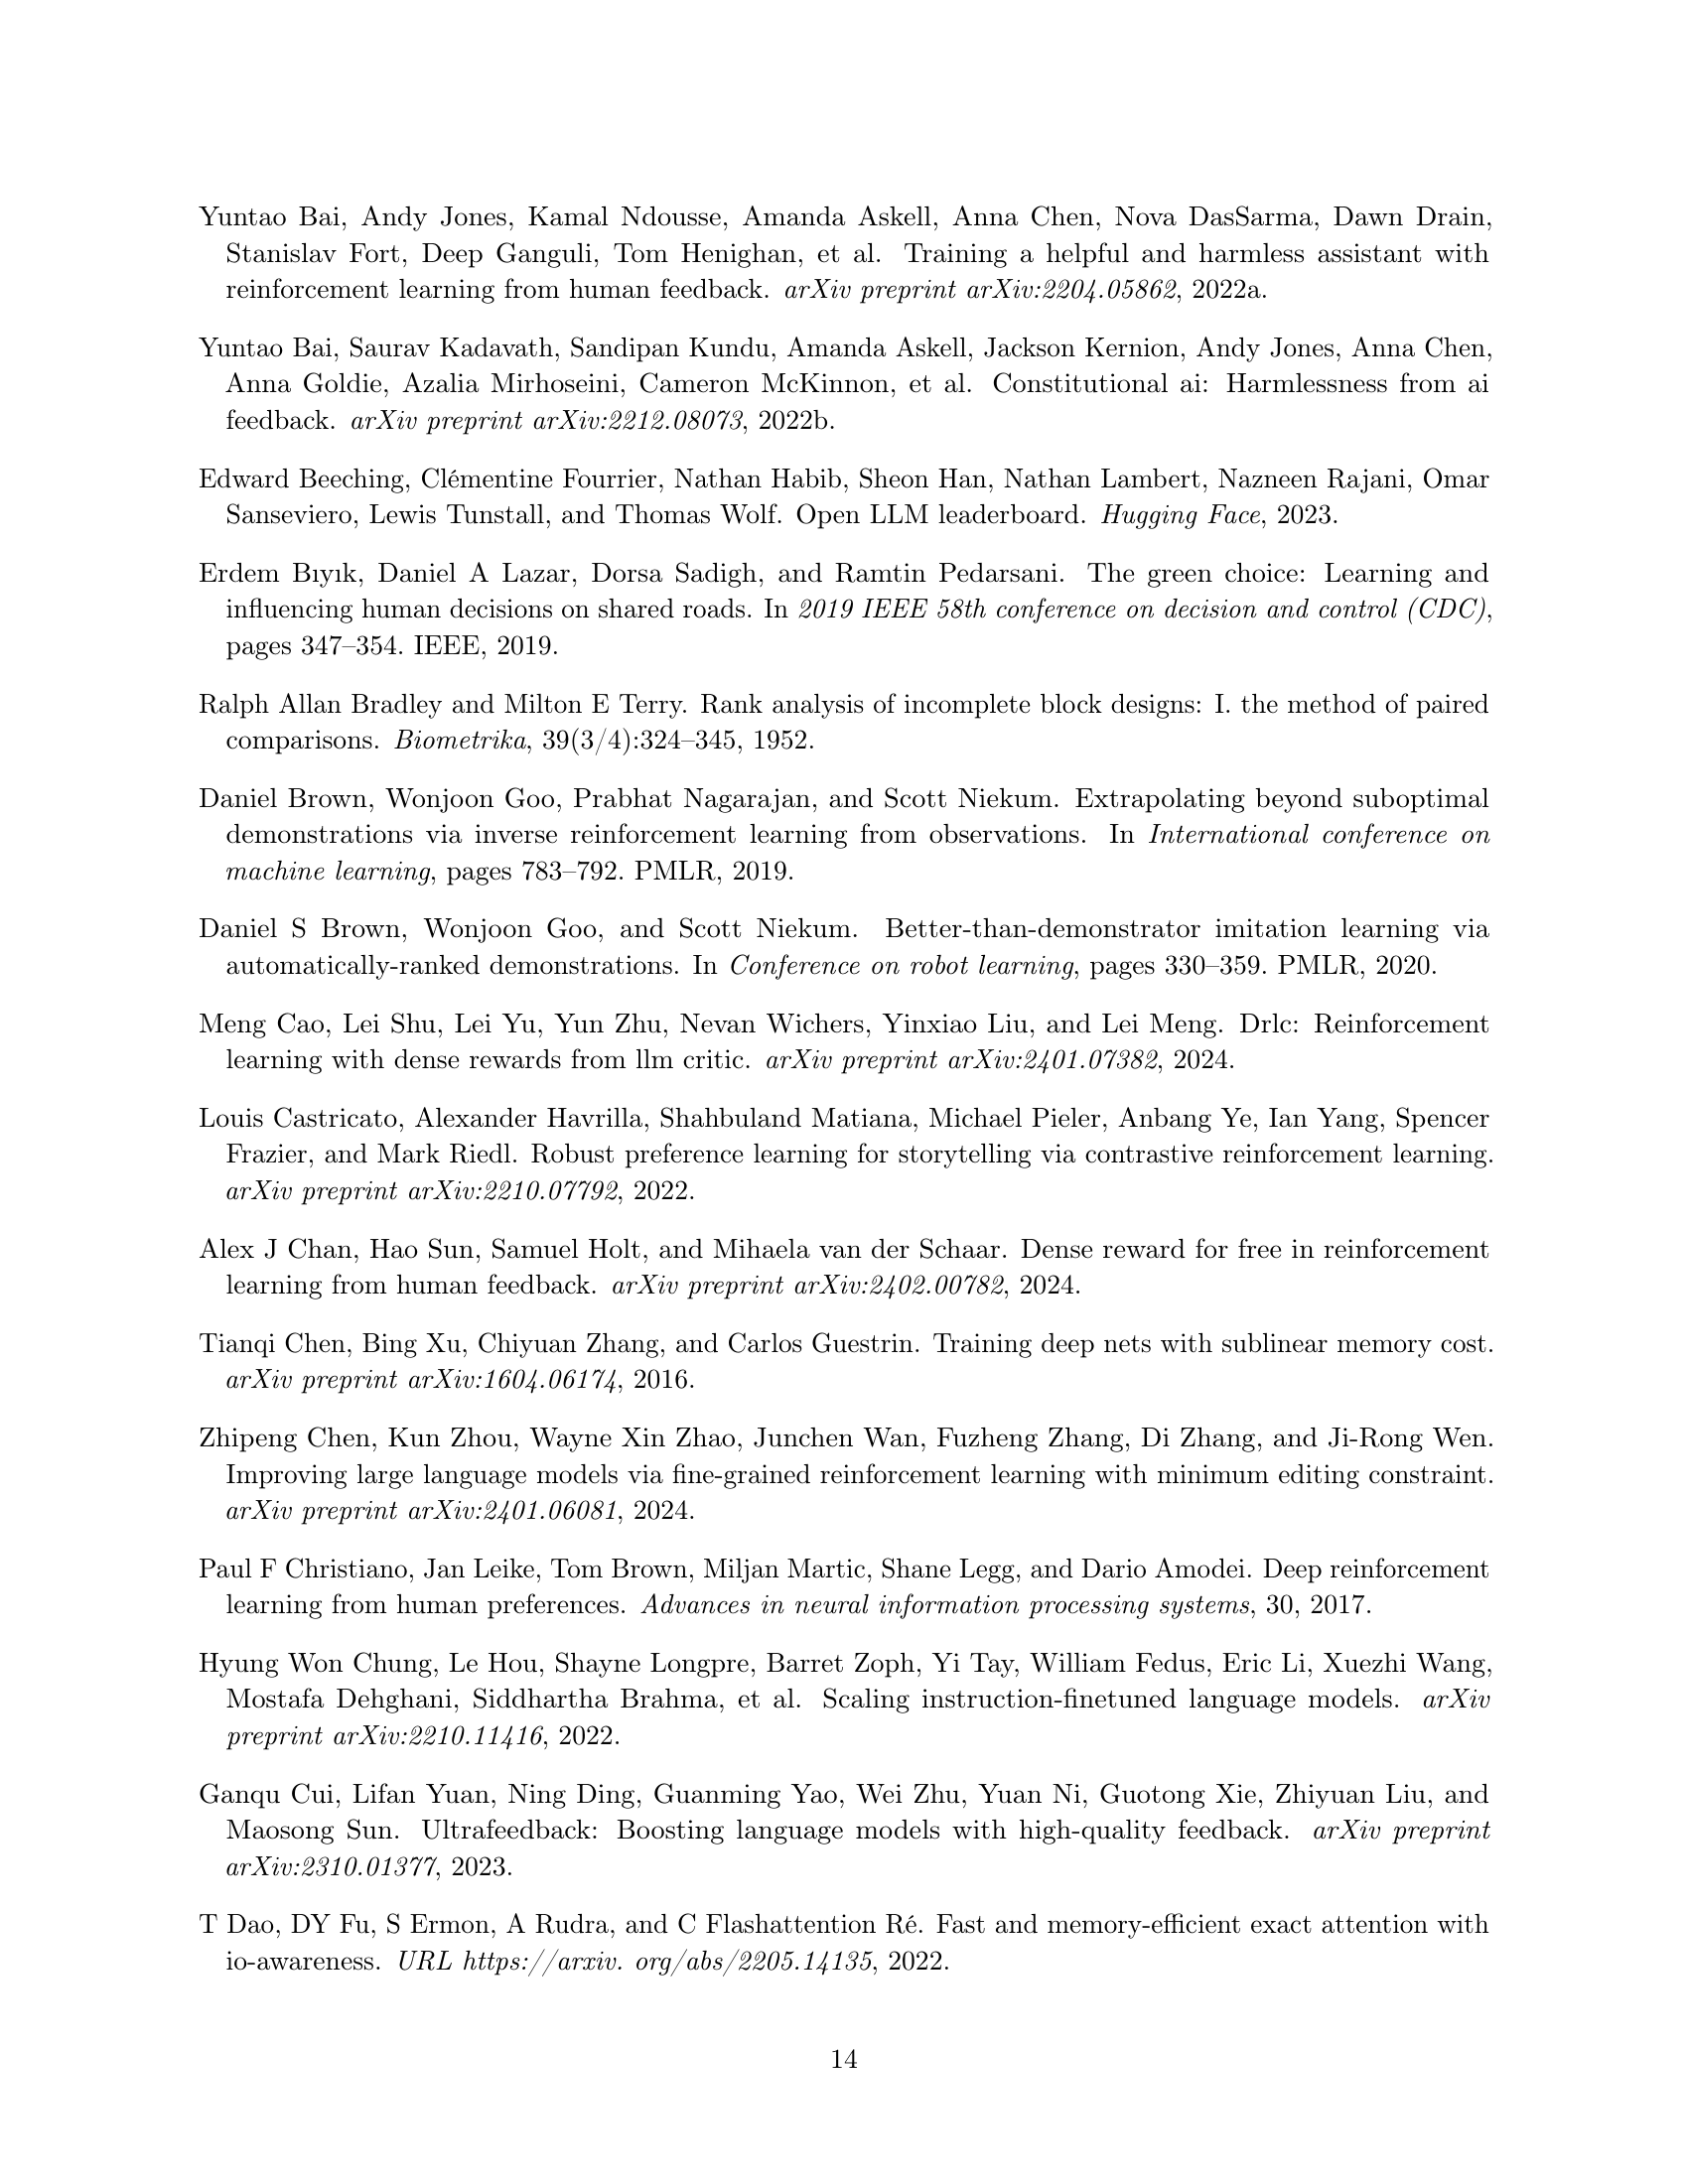 Yuntao Bai, Andy Jones, Kamal Ndousse, Amanda Askell, Anna Chen, Nova DasSarma, Dawn Drain,
Stanislav Fort, Deep Ganguli, Tom Henighan, et al. Training a helpful and harmless assistant with
reinforcement learning from human feedback. arXiv preprint arXiv:2204.05862, 2022a.
Yuntao Bai, Saurav Kadavath, Sandipan Kundu, Amanda Askell, Jackson Kernion, Andy Jones, Anna Chen,
Anna Goldie, Azalia Mirhoseini, Cameron McKinnon, et al. Constitutional ai: Harmlessness from ai
feedback. arXiv preprint arXiv:2212.08073, 2022b.
Edward Beeching, Clémentine Fourrier, Nathan Habib, Sheon Han, Nathan Lambert, Nazneen Rajani, Omar
Sanseviero, Lewis Tunstall, and Thomas Wolf. Open LLM leaderboard. Hugging Face, 2023.
Erdem Bıyık, Daniel A Lazar, Dorsa Sadigh, and Ramtin Pedarsani. The green choice: Learning and
influencing human decisions on shared roads. In 2019 IEEE 58th conference on decision and control (CDC),
pages 347–354. IEEE, 2019.
Ralph Allan Bradley and Milton E Terry. Rank analysis of incomplete block designs: I. the method of paired
comparisons. Biometrika, 39(3/4):324–345, 1952.
Daniel Brown, Wonjoon Goo, Prabhat Nagarajan, and Scott Niekum. Extrapolating beyond suboptimal
demonstrations via inverse reinforcement learning from observations. In International conference on
machine learning, pages 783–792. PMLR, 2019.
Daniel S Brown, Wonjoon Goo, and Scott Niekum. Better-than-demonstrator imitation learning via
automatically-ranked demonstrations. In Conference on robot learning, pages 330–359. PMLR, 2020.
Meng Cao, Lei Shu, Lei Yu, Yun Zhu, Nevan Wichers, Yinxiao Liu, and Lei Meng. Drlc: Reinforcement
learning with dense rewards from llm critic. arXiv preprint arXiv:2401.07382, 2024.
Louis Castricato, Alexander Havrilla, Shahbuland Matiana, Michael Pieler, Anbang Ye, Ian Yang, Spencer
Frazier, and Mark Riedl. Robust preference learning for storytelling via contrastive reinforcement learning.
arXiv preprint arXiv:2210.07792, 2022.
Alex J Chan, Hao Sun, Samuel Holt, and Mihaela van der Schaar. Dense reward for free in reinforcement
learning from human feedback. arXiv preprint arXiv:2402.00782, 2024.
Tianqi Chen, Bing Xu, Chiyuan Zhang, and Carlos Guestrin. Training deep nets with sublinear memory cost.
arXiv preprint arXiv:1604.06174, 2016.
Zhipeng Chen, Kun Zhou, Wayne Xin Zhao, Junchen Wan, Fuzheng Zhang, Di Zhang, and Ji-Rong Wen.
Improving large language models via fine-grained reinforcement learning with minimum editing constraint.
arXiv preprint arXiv:2401.06081, 2024.
Paul F Christiano, Jan Leike, Tom Brown, Miljan Martic, Shane Legg, and Dario Amodei. Deep reinforcement
learning from human preferences. Advances in neural information processing systems, 30, 2017.
Hyung Won Chung, Le Hou, Shayne Longpre, Barret Zoph, Yi Tay, William Fedus, Eric Li, Xuezhi Wang,
Mostafa Dehghani, Siddhartha Brahma, et al. Scaling instruction-finetuned language models. arXiv
preprint arXiv:2210.11416, 2022.
Ganqu Cui, Lifan Yuan, Ning Ding, Guanming Yao, Wei Zhu, Yuan Ni, Guotong Xie, Zhiyuan Liu, and
Maosong Sun. Ultrafeedback: Boosting language models with high-quality feedback. arXiv preprint
arXiv:2310.01377, 2023.
T Dao, DY Fu, S Ermon, A Rudra, and C Flashattention Ré. Fast and memory-efficient exact attention with
io-awareness. URL https://arxiv. org/abs/2205.14135, 2022.
14